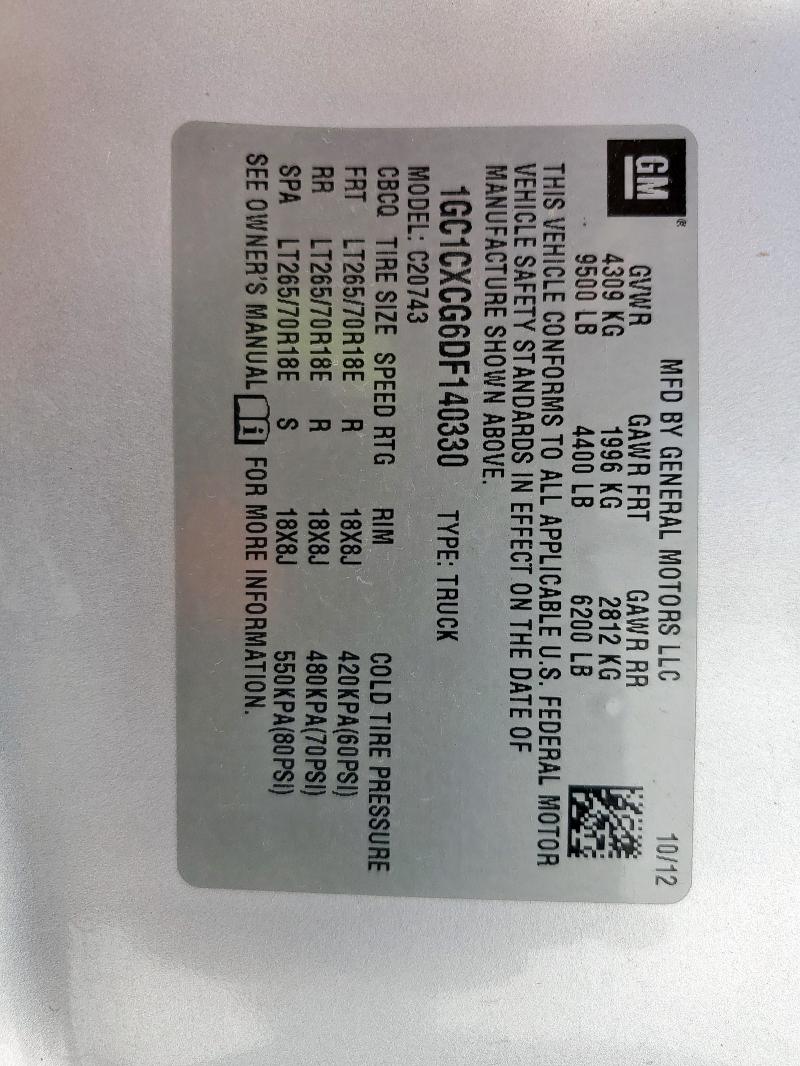 GM®
MFD BY GENERAL MOTORS LLC 10/12
GVWR GAWR FRT GAWR RR
4309 KG 1996 KG 2812 KG
9500 LB 4400 LB 6200 LB
THIS VEHICLE CONFORMS TO ALL APPLICABLE U.S. FEDERAL MOTOR
VEHICLE SAFETY STANDARDS IN EFFECT ON THE DATE OF
MANUFACTURE SHOWN ABOVE.
1GC1CXCG6DF140330 TYPE: TRUCK
MODEL: C20743
CBCQ TIRE SIZE SPEED RTG RIM COLD TIRE PRESSURE
FRT LT265/70R18E R 18X8J 420KPA(60PSI)
RR LT265/70R18E R 18X8J 480KPA(70PSI)
SPA LT265/70R18E S 18X8J 550KPA(80PSI)
SEE OWNER'S MANUAL i FOR MORE INFORMATION.